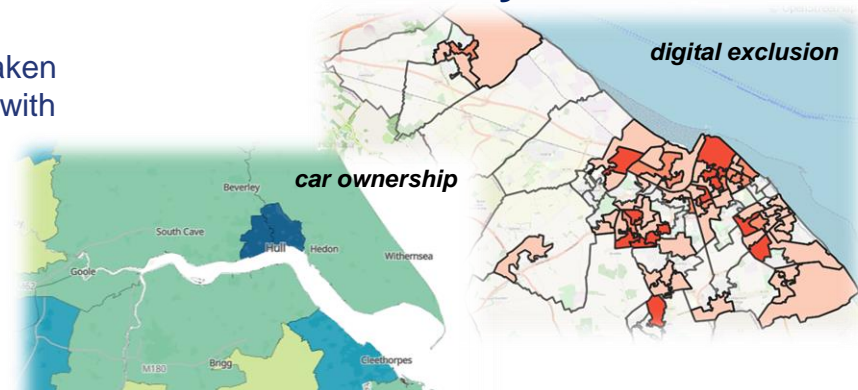 aken
with
digital exclusion
car ownership
Beverley
South Cave
Hull
Hedon
Withernsea
Goole
M180
Brigg
Cleethorpes